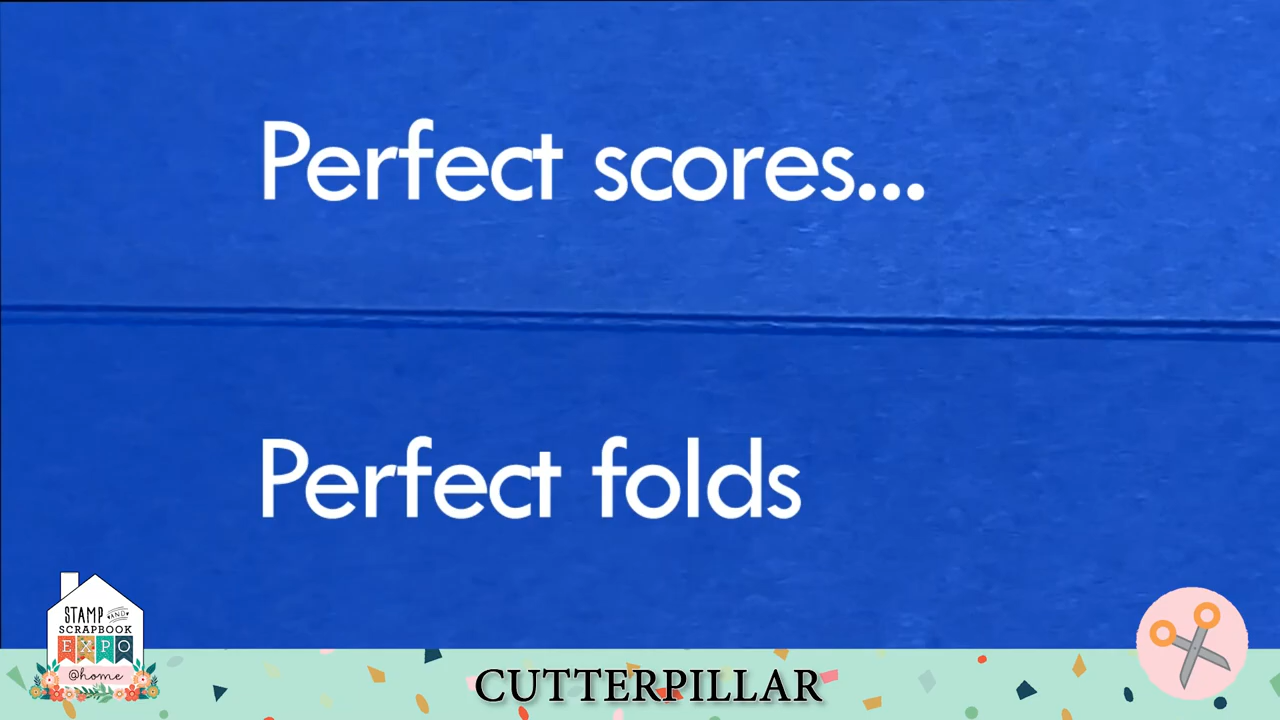 Perfect scores...
Perfect folds
STAMP AND
SCRAPBOOK
EXPO
@home
CUTTERPILLAR